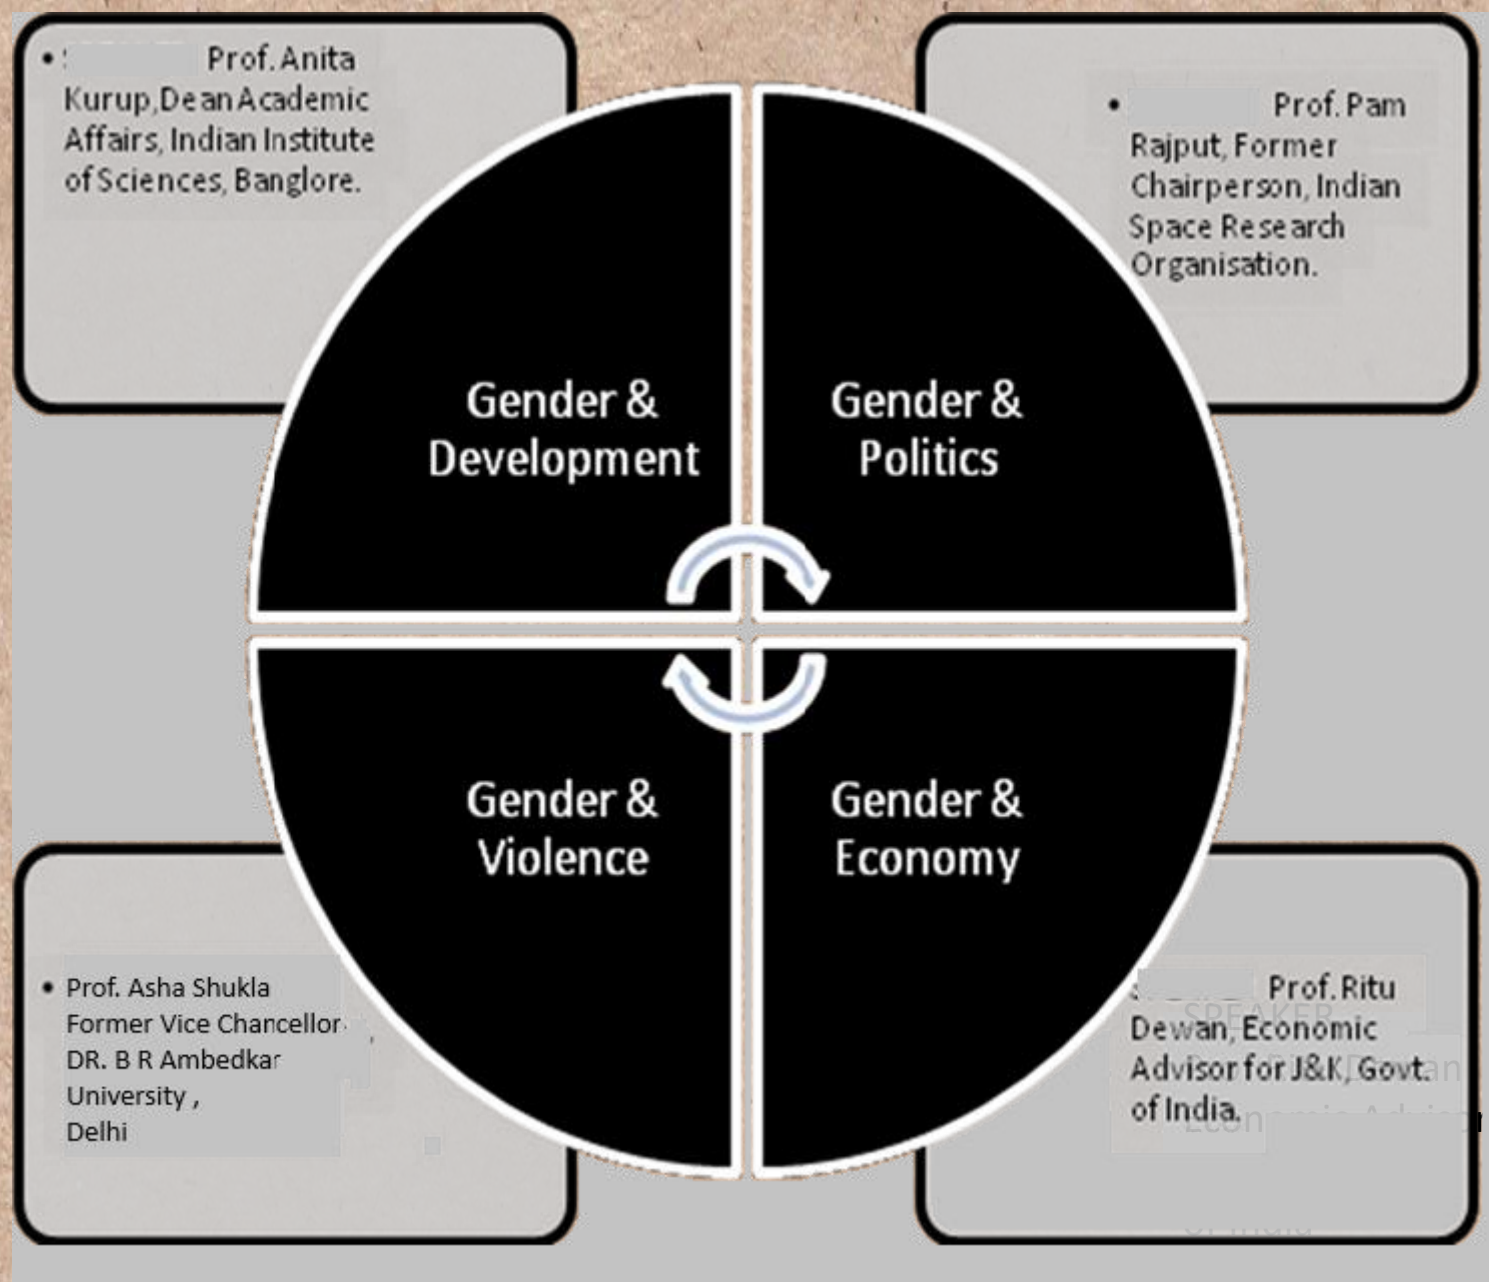 • Prof. Anita
Kurup,Dean Academic
Affairs, Indian Institute
of Sciences, Banglore.
• Prof. Pam
Rajput, Former
Chairperson, Indian
Space Research
Organisation.
Gender &
Development
Gender &
Politics
Gender &
Violence
Gender &
Economy
• Prof. Asha Shukla
Former Vice Chancellor
DR. B R Ambedkar
University ,
Delhi
Prof. Ritu
Dewan, Economic
Advisor for J&K, Govt.
of India.
SPEAKER